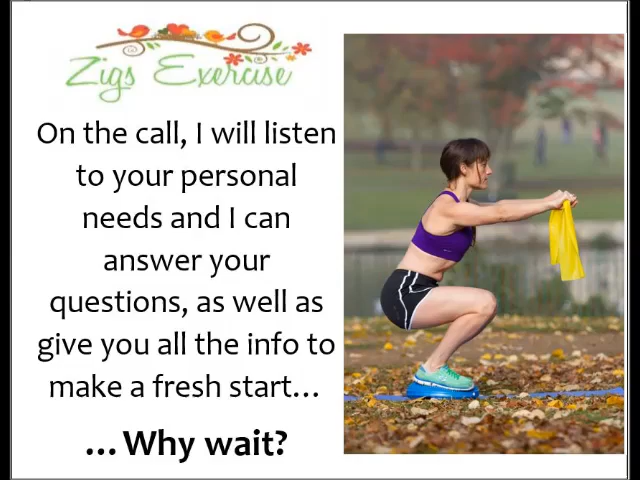 Zigs Exercise
On the call, I will listen
to your personal
needs and I can
answer your
questions, as well as
give you all the info to
make a fresh start…
…Why wait?